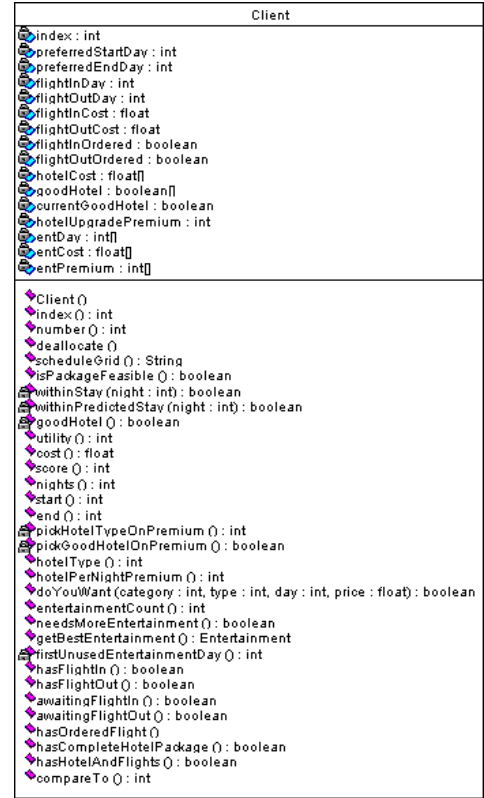 Client
index : int
preferredStartDay : int
preferredEndDay : int
flightInDay : int
flightOutDay : int
flightInCost : float
flightOutCost : float
flightInOrdered : boolean
flightOutOrdered : boolean
hotelCost : float[]
goodHotel : boolean[]
currentGoodHotel : boolean
hotelUpgradePremium : int
entDay : int[]
entCost : float[]
entPremium : int[]
Client ()
index () : int
number () : int
deallocate ()
scheduleGrid () : String
isPackageFeasible () : boolean
withinStay (night : int) : boolean
withinPredictedStay (night : int) : boolean
goodHotel () : boolean
utility () : int
cost () : float
score () : int
nights () : int
start () : int
end () : int
pickHotelTypeOnPremium () : int
pickGoodHotelOnPremium () : boolean
hotelType () : int
hotelPerNightPremium () : int
doYouWant (category : int, type : int, day : int, price : float) : boolean
entertainmentCount () : int
needsMoreEntertainment () : boolean
getBestEntertainment () : Entertainment
firstUnusedEntertainmentDay () : int
hasFlightIn () : boolean
hasFlightOut () : boolean
awaitingFlightIn () : boolean
awaitingFlightOut () : boolean
hasOrderedFlight ()
hasCompleteHotelPackage () : boolean
hasHotelAndFlights () : boolean
compareTo () : int